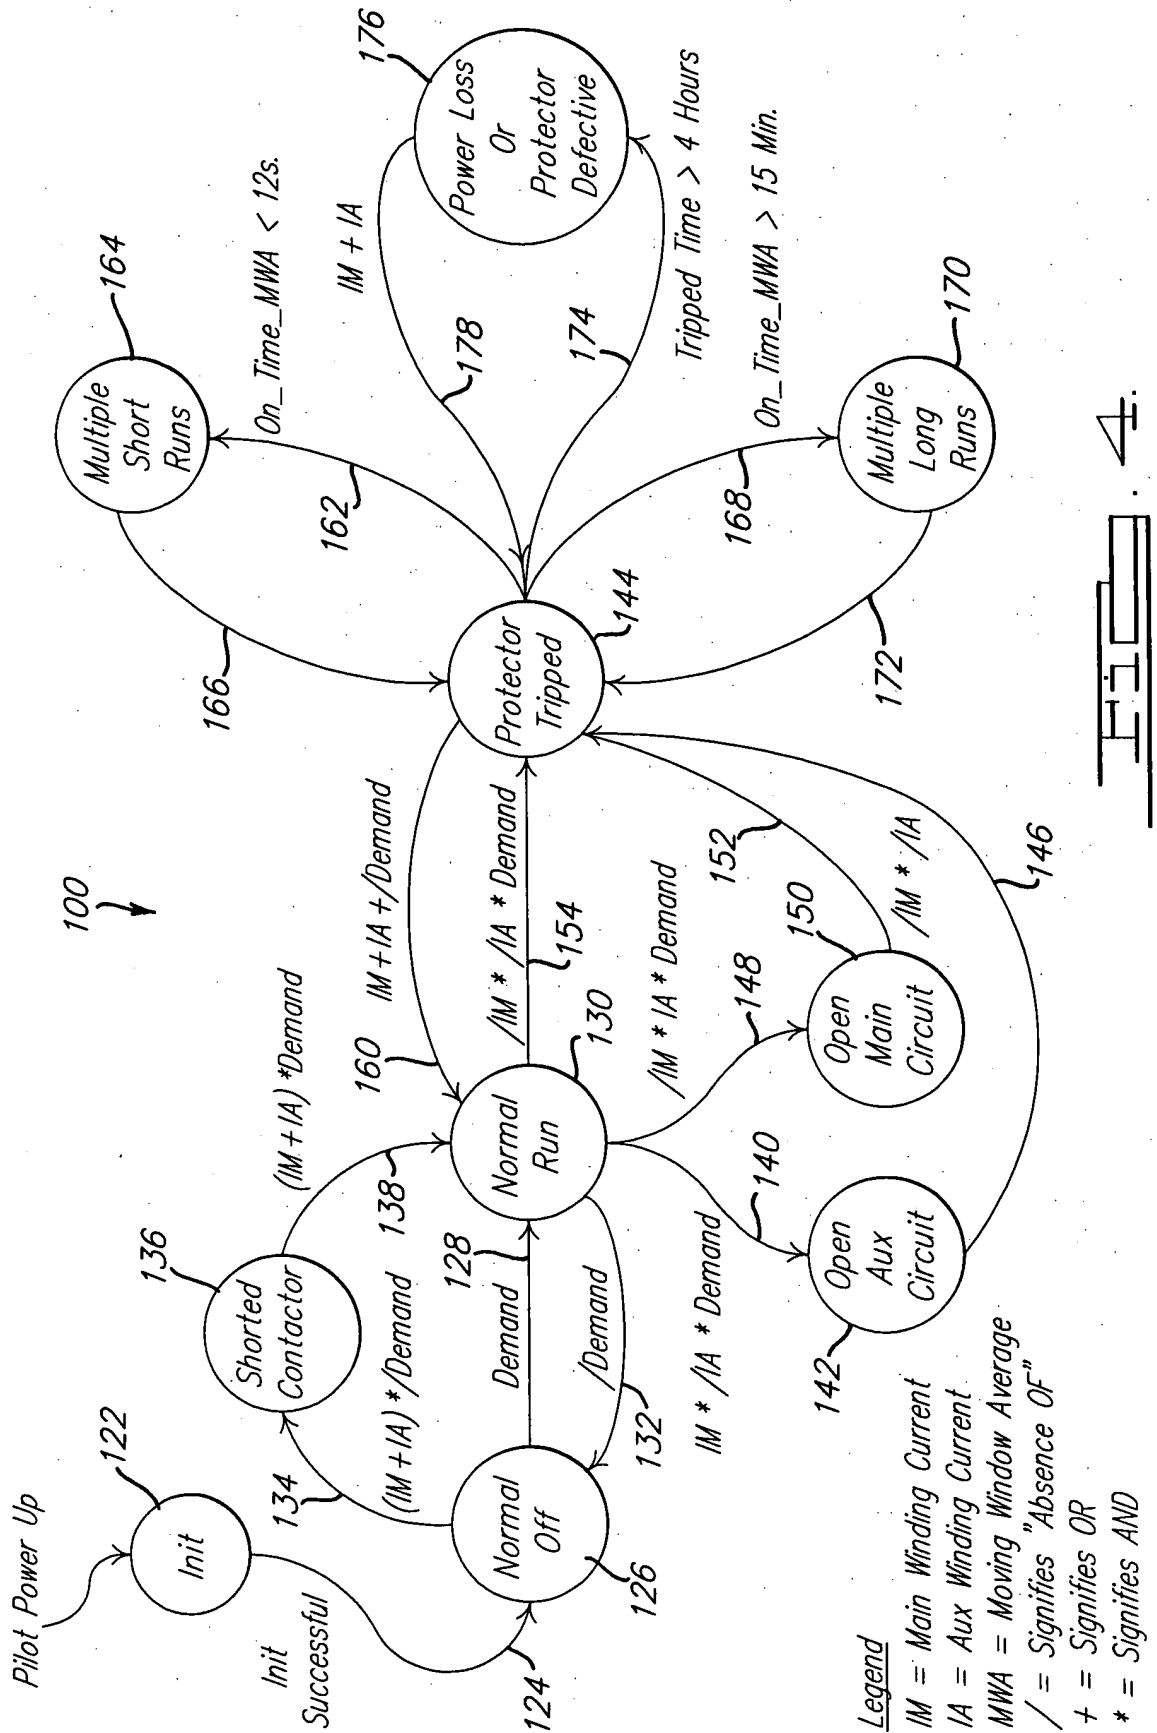 Pilot Power Up
122
Init
Init
Successful
124
Normal
Off
126
134
(IM + IA) * /Demand
136
Shorted
Contactor
(IM + IA) *Demand
138
128
Demand
/Demand
132
Normal
Run
130
100
160
IM + IA + /Demand
/IM * /IA * Demand
154
IM * /IA * Demand
140
142
Open
Aux
Circuit
/IM * IA * Demand
148
150
Open
Main
Circuit
152
/IM * /IA
146
Protector
Tripped
144
166
162
164
Multiple
Short
Runs
On_Time_MWA < 12s.
IM + IA
178
174
176
Power Loss
Or
Protector
Defective
Tripped Time > 4 Hours
On_Time_MWA > 15 Min.
168
170
Multiple
Long
Runs
172
Legend
IM = Main Winding Current
IA = Aux Winding Current
MWA = Moving Window Average
/ = Signifies "Absence OF"
+ = Signifies OR
* = Signifies AND
FIG. 4.